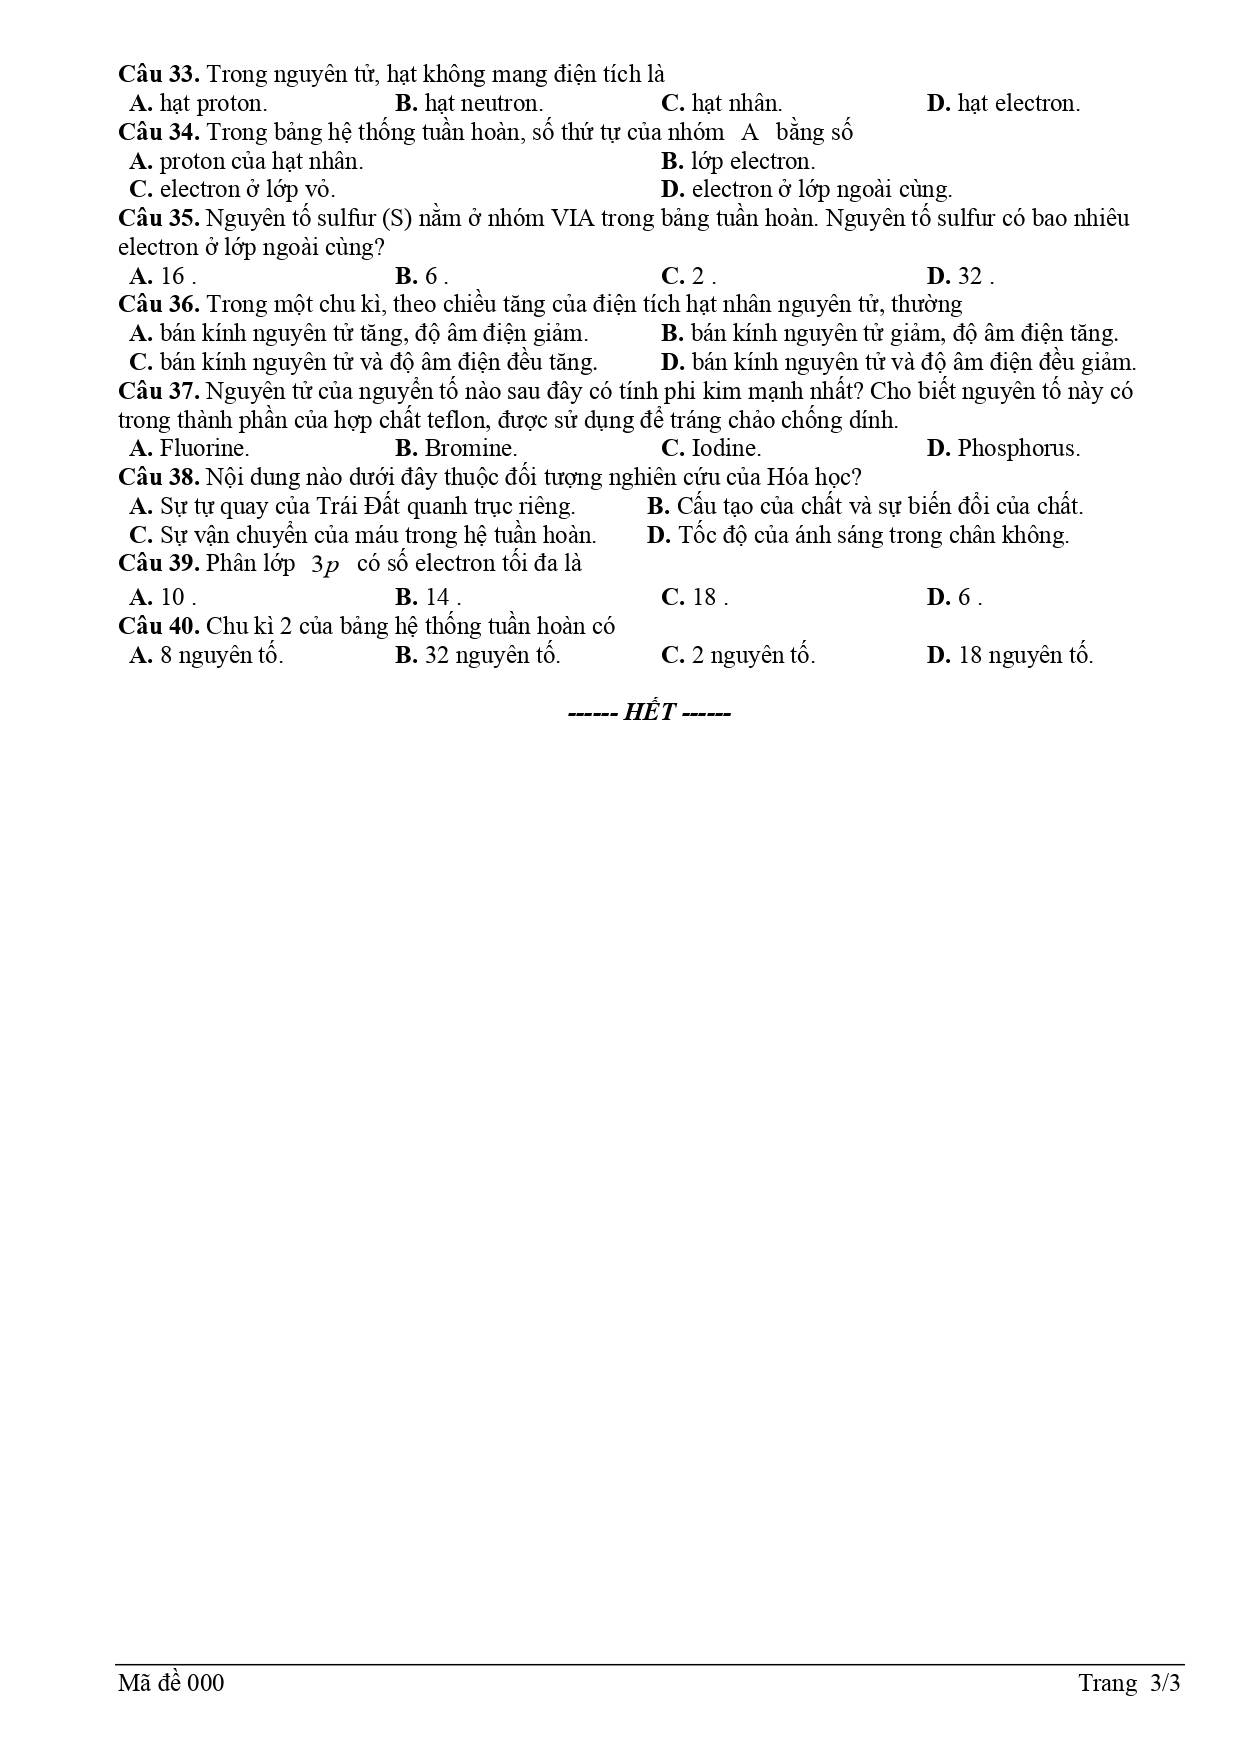 Câu 33. Trong nguyên tử, hạt không mang điện tích là
A. hạt proton. B. hạt neutron. C. hạt nhân. D. hạt electron.
Câu 34. Trong bảng hệ thống tuần hoàn, số thứ tự của nhóm A bằng số
A. proton của hạt nhân. B. lớp electron.
C. electron ở lớp vỏ. D. electron ở lớp ngoài cùng.
Câu 35. Nguyên tố sulfur (S) nằm ở nhóm VIA trong bảng tuần hoàn. Nguyên tố sulfur có bao nhiêu
electron ở lớp ngoài cùng?
A. 16 . B. 6 . C. 2 . D. 32 .
Câu 36. Trong một chu kì, theo chiều tăng của điện tích hạt nhân nguyên tử, thường
A. bán kính nguyên tử tăng, độ âm điện giảm. B. bán kính nguyên tử giảm, độ âm điện tăng.
C. bán kính nguyên tử và độ âm điện đều tăng. D. bán kính nguyên tử và độ âm điện đều giảm.
Câu 37. Nguyên tử của nguyển tố nào sau đây có tính phi kim mạnh nhất? Cho biết nguyên tố này có
trong thành phần của hợp chất teflon, được sử dụng để tráng chảo chống dính.
A. Fluorine. B. Bromine. C. Iodine. D. Phosphorus.
Câu 38. Nội dung nào dưới đây thuộc đối tượng nghiên cứu của Hóa học?
A. Sự tự quay của Trái Đất quanh trục riêng. B. Cấu tạo của chất và sự biến đổi của chất.
C. Sự vận chuyển của máu trong hệ tuần hoàn. D. Tốc độ của ánh sáng trong chân không.
Câu 39. Phân lớp 3p có số electron tối đa là
A. 10 . B. 14 . C. 18 . D. 6 .
Câu 40. Chu kì 2 của bảng hệ thống tuần hoàn có
A. 8 nguyên tố. B. 32 nguyên tố. C. 2 nguyên tố. D. 18 nguyên tố.
------ HẾT ------
Mã đề 000 Trang 3/3